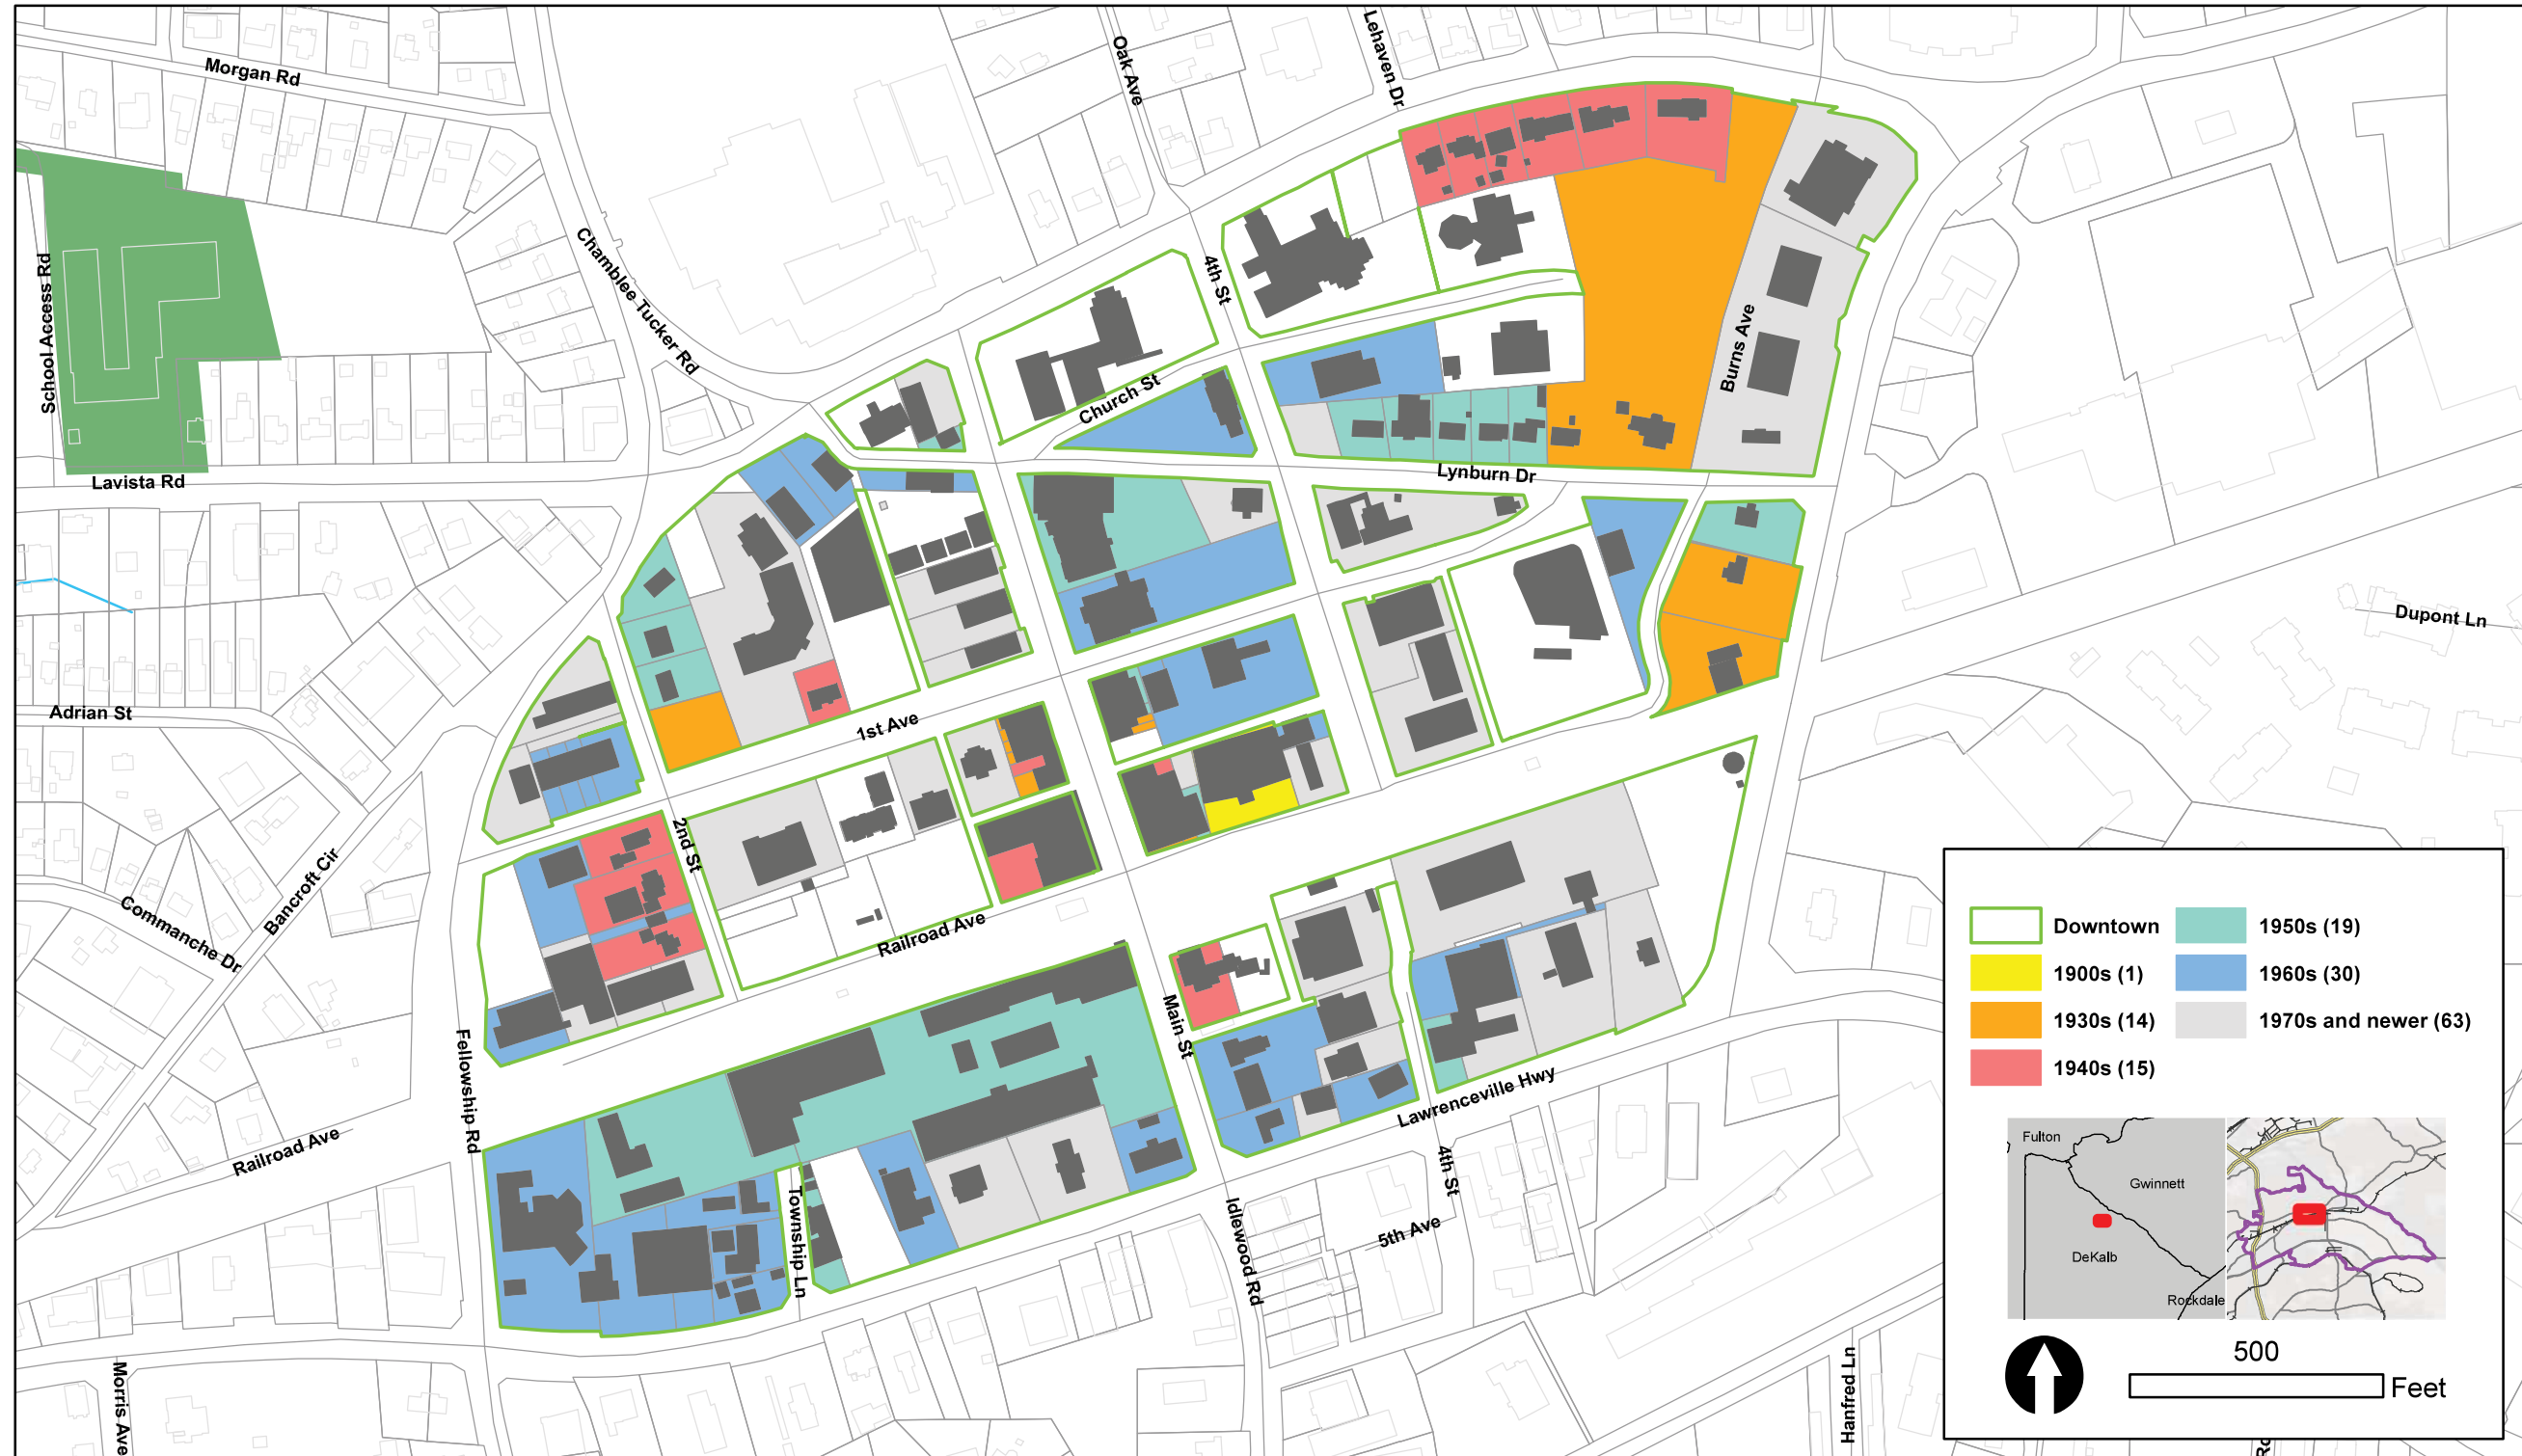 Morgan Rd
Oak Ave
Lehaven Dr
School Access Rd
Chamblee Tucker Rd
4th St
Burns Ave
Church St
Lavista Rd
Lynburn Dr
Dupont Ln
Adrian St
1st Ave
2nd St
Bancroft Cir
Commanche Dr
Railroad Ave
Main St
Fellowship Rd
Lawrenceville Hwy
Railroad Ave
Township Ln
4th St
Idlewood Rd
5th Ave
Morris Ave
Hanfred Ln
Downtown
1900s (1)
1930s (14)
1940s (15)
1950s (19)
1960s (30)
1970s and newer (63)
Fulton
Gwinnett
DeKalb
Rockdale
500
Feet